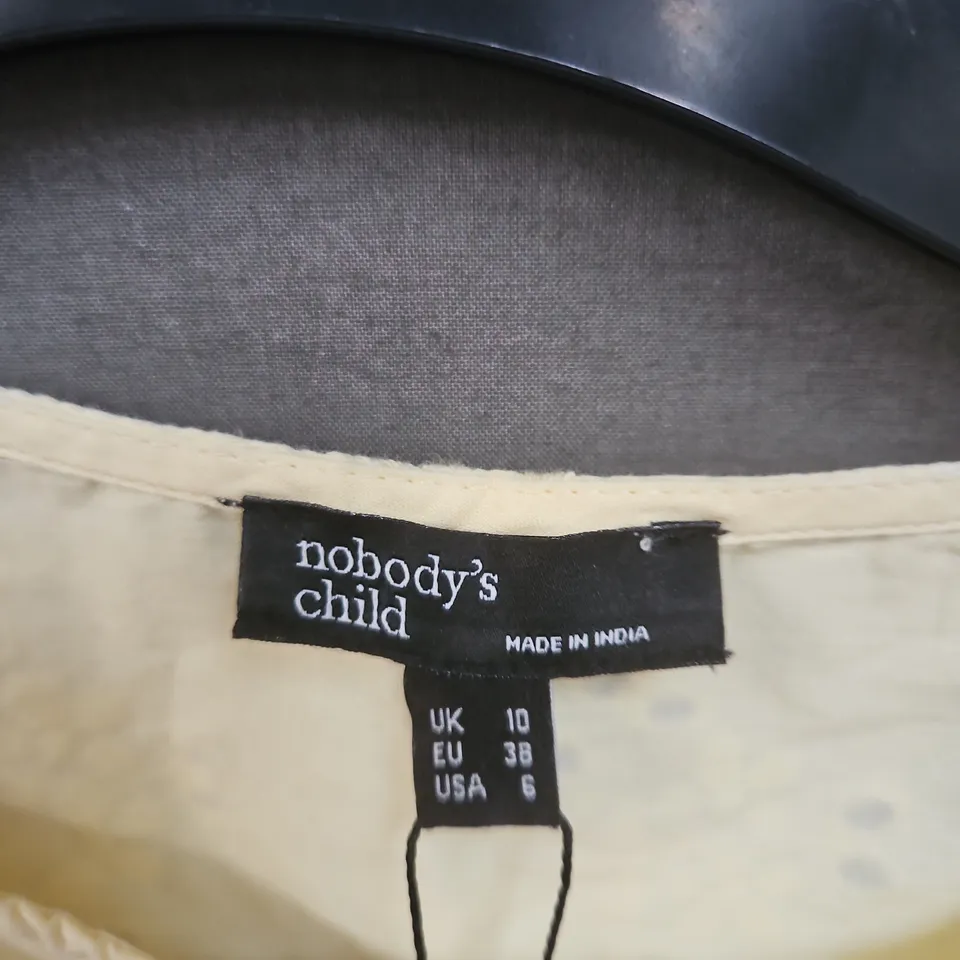 nobody's
child
MADE IN INDIA
UK 10
EU 38
USA 6